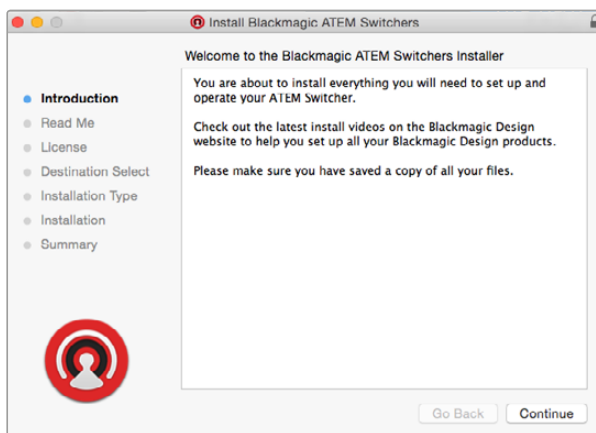 Install Blackmagic ATEM Switchers
Welcome to the Blackmagic ATEM Switchers Installer
Introduction
Read Me
License
Destination Select
Installation Type
Installation
Summary
You are about to install everything you will need to set up and
operate your ATEM Switcher.
Check out the latest install videos on the Blackmagic Design
website to help you set up all your Blackmagic Design products.
Please make sure you have saved a copy of all your files.
Go Back
Continue